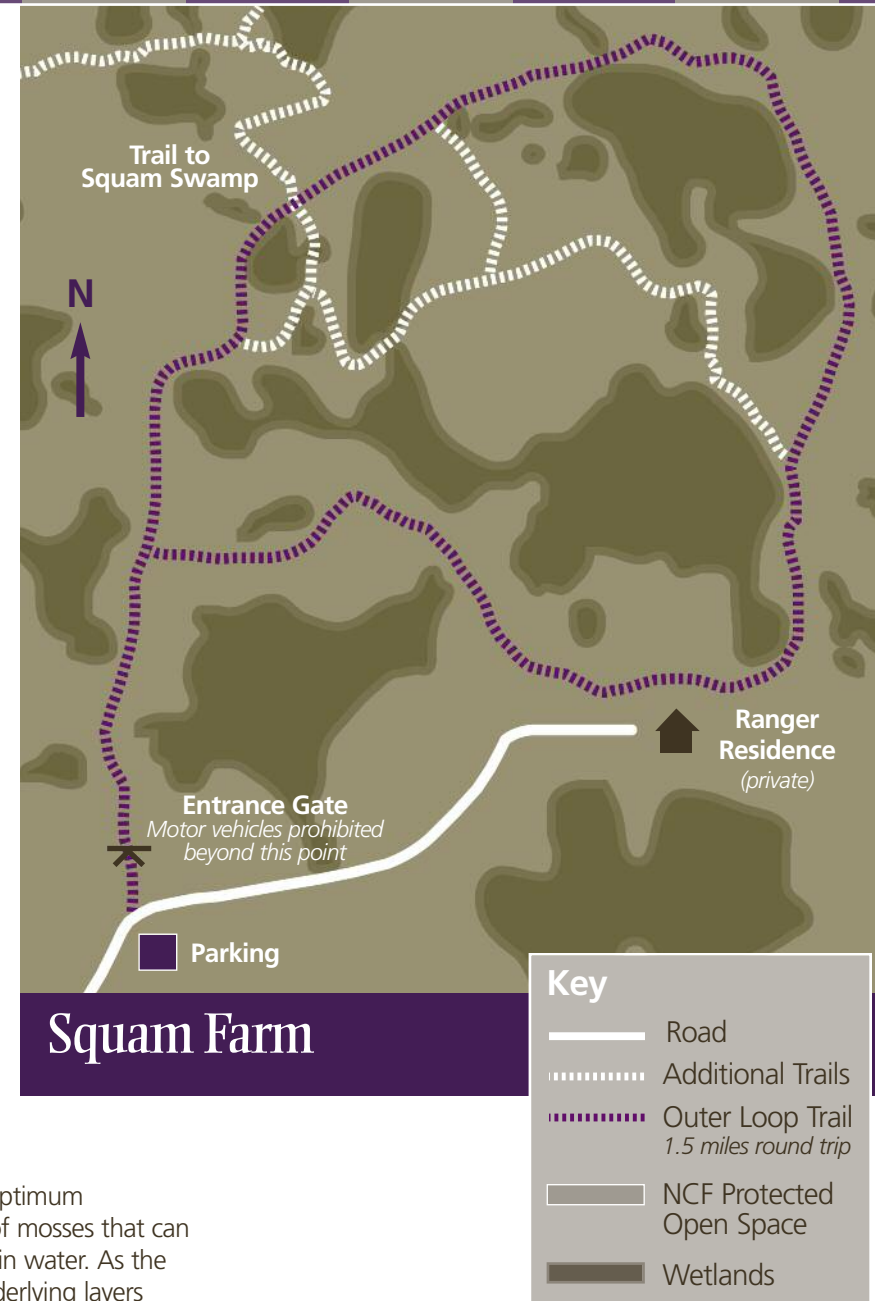 Trail to
Squam Swamp
N
Ranger
Residence
(private)
Entrance Gate
Motor vehicles prohibited
beyond this point
Parking
Squam Farm
Key
Road
Additional Trails
Outer Loop Trail
1.5 miles round trip
NCF Protected
Open Space
Wetlands
of mosses that can
in water. As the
layers